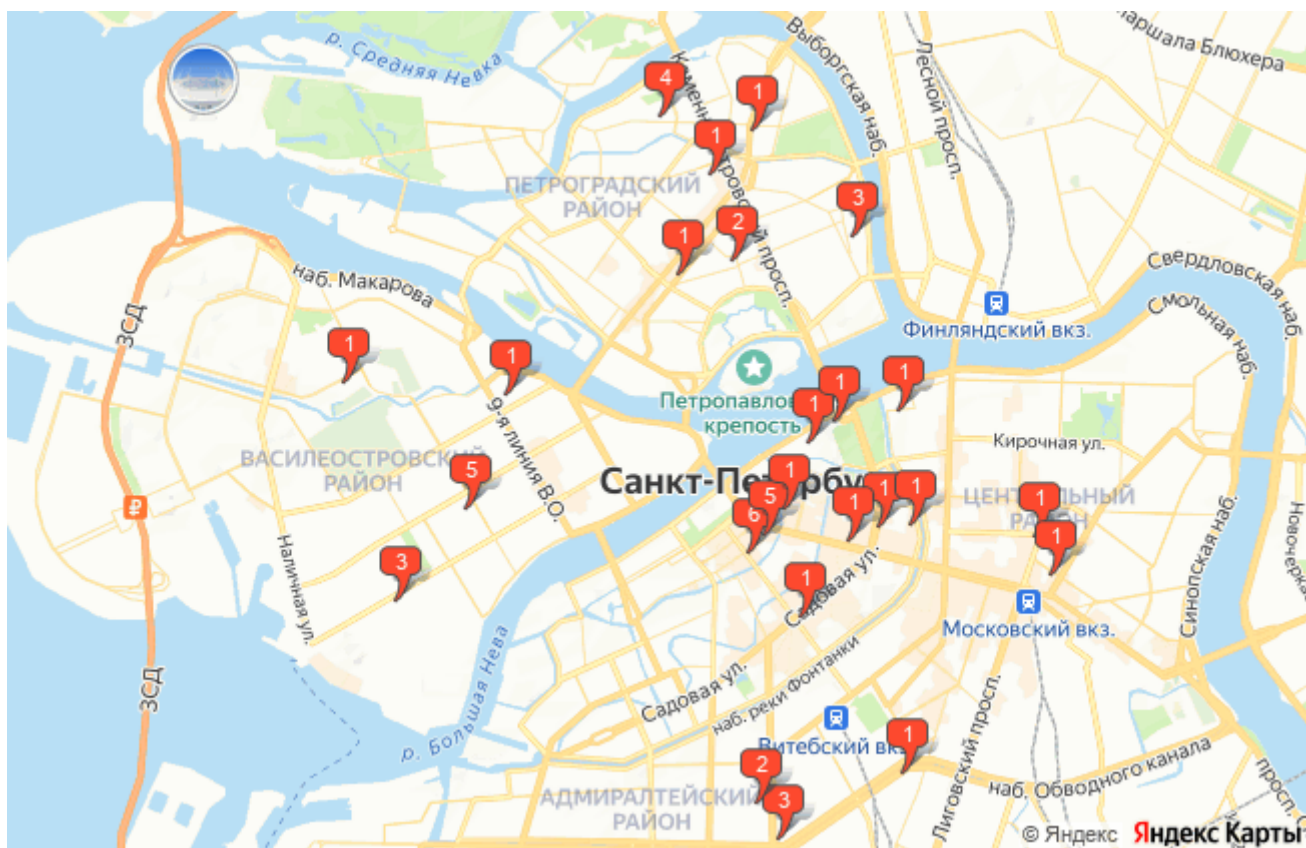 аршала Блюхера
р. Средняя Невка
Выборгская наб.
Лесной просп.
4
1
1
ПЕТРОГРАДСКИЙ
РАЙОН
3
2
1
наб. Макарова
ЗСД
Свердловская наб.
Смольная наб.
Финляндский вкз.
1
1
1
1
1
Петропавло
крепость
9-я линия В.О.
Кирочная ул.
ВАСИЛЕОСТРОВСКИЙ
РАЙОН
5
Санкт-Петербу
1
5
6
1
1
1
ЦЕНТРАЛЬНЫЙ
РАЙОН
1
1
₽
Наличная ул.
3
1
Садовая ул.
Синопская наб.
Московский вкз.
ЗСД
р. Большая Нева
Садовая ул.
наб. реки Фонтанки
Витебский вкз
1
Лиговский просп.
наб. Обводного канала
просп.
2
3
АДМИРАЛТЕЙСКИЙ
РАЙОН
© Яндекс Яндекс Карты